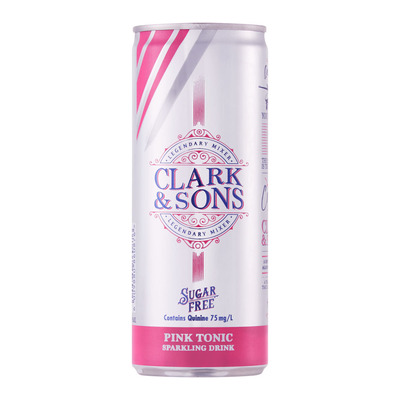 LEGENDARY MIXER
CLARK
& SONS
LEGENDARY MIXER
SUGAR
FREE
Contains Quinine 75 mg/L
PINK TONIC
SPARKLING DRINK